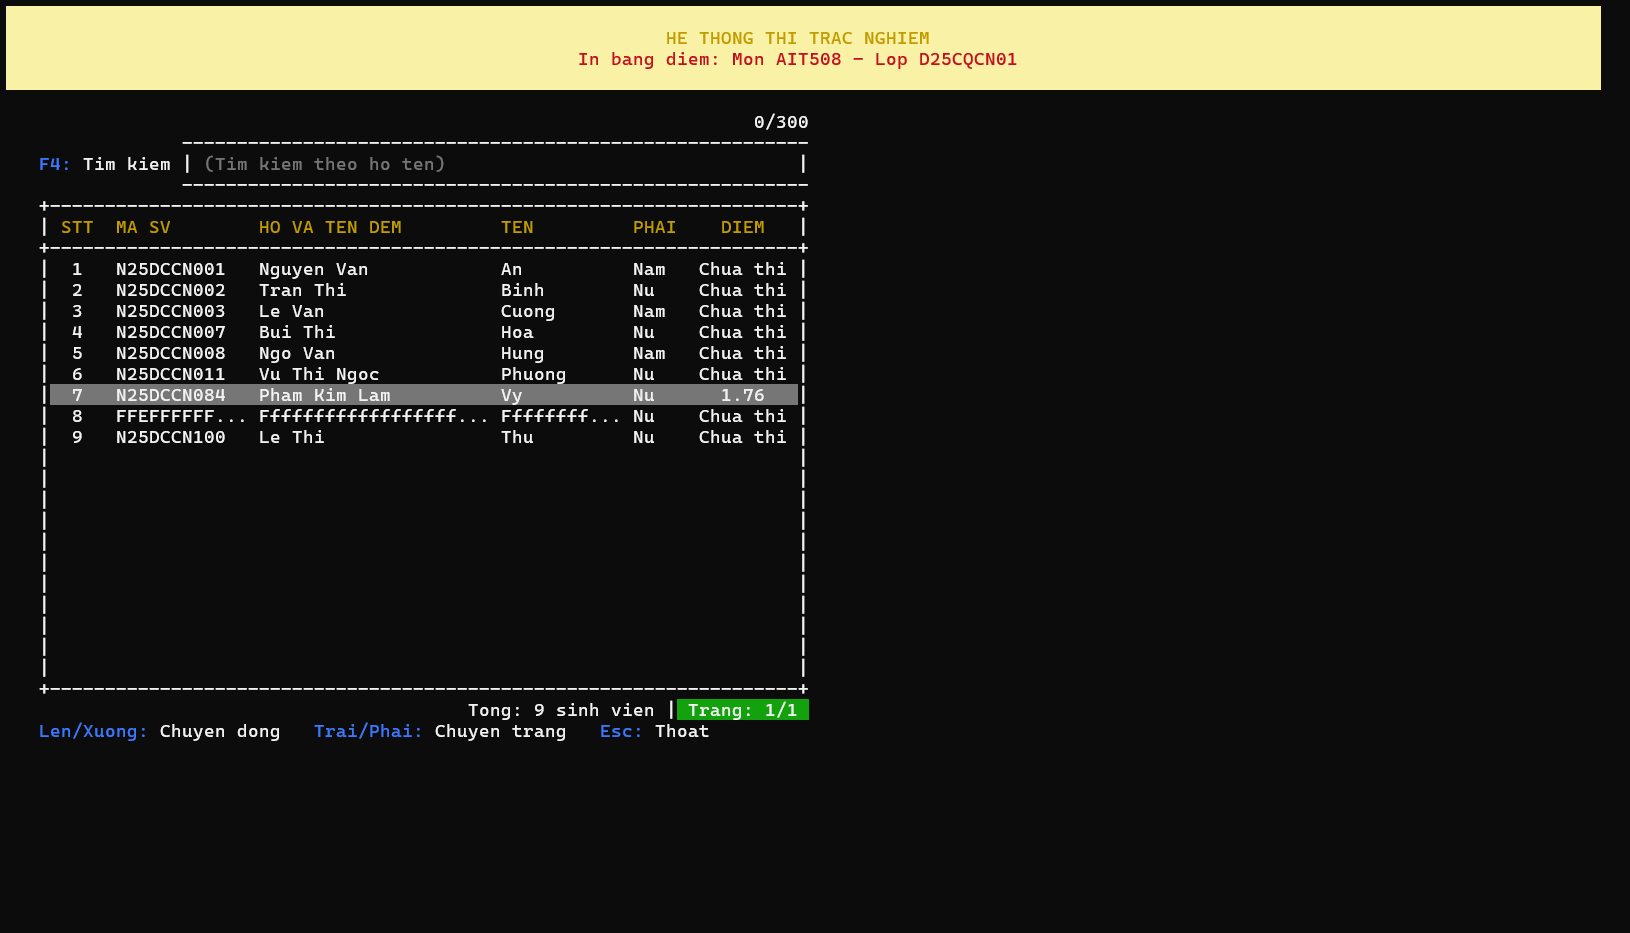 HE THONG THI TRAC NGHIEM
In bang diem: Mon AIT508 - Lop D25CQCN01
0/300
F4: Tim kiem | (Tim kiem theo ho ten) |
| STT MA SV HO VA TEN DEM TEN PHAI DIEM |
| 1 N25DCCN001 Nguyen Van An Nam Chua thi |
| 2 N25DCCN002 Tran Thi Binh Nu Chua thi |
| 3 N25DCCN003 Le Van Cuong Nam Chua thi |
| 4 N25DCCN007 Bui Thi Hoa Nu Chua thi |
| 5 N25DCCN008 Ngo Van Hung Nam Chua thi |
| 6 N25DCCN011 Vu Thi Ngoc Phuong Nu Chua thi |
| 7 N25DCCN084 Pham Kim Lam Vy Nu 1.76 |
| 8 FFEFFFFFF... Fffffffffffffffff... Ffffffff... Nu Chua thi |
| 9 N25DCCN100 Le Thi Thu Nu Chua thi |
Tong: 9 sinh vien | Trang: 1/1
Len/Xuong: Chuyen dong Trai/Phai: Chuyen trang Esc: Thoat